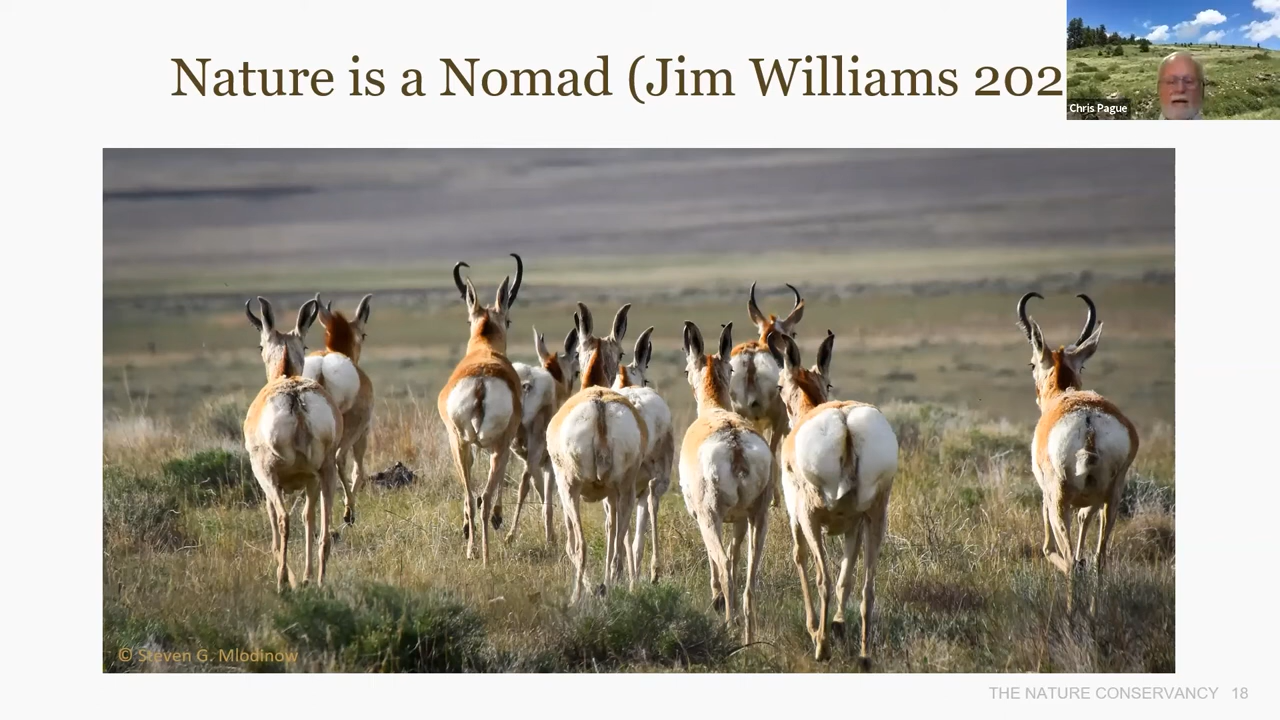 Nature is a Nomad (Jim Williams 202
Chris Pague
© Steven G. Mlodinow
THE NATURE CONSERVANCY 18